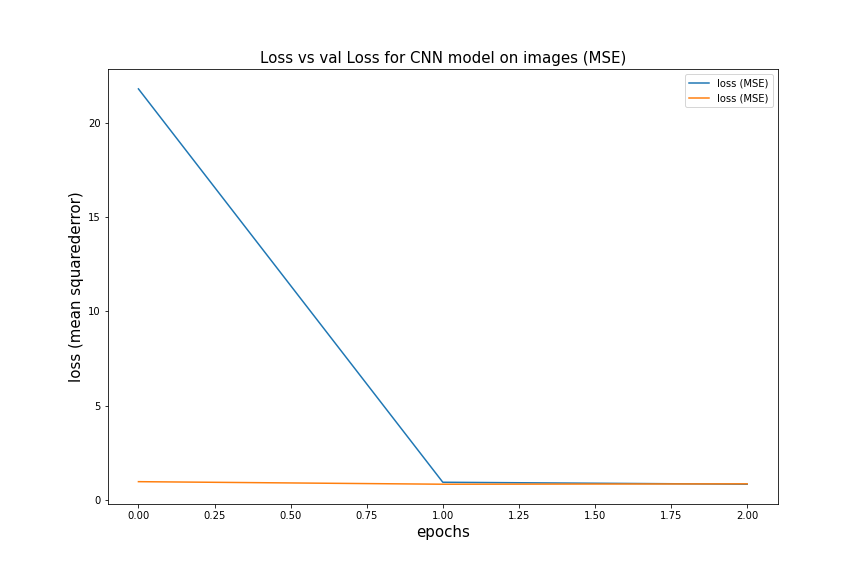 Loss vs val Loss for CNN model on images (MSE)
loss (MSE)
loss (MSE)
loss (mean squarederror)
20
15
10
5
0
0.00 0.25 0.50 0.75 1.00 1.25 1.50 1.75 2.00
epochs